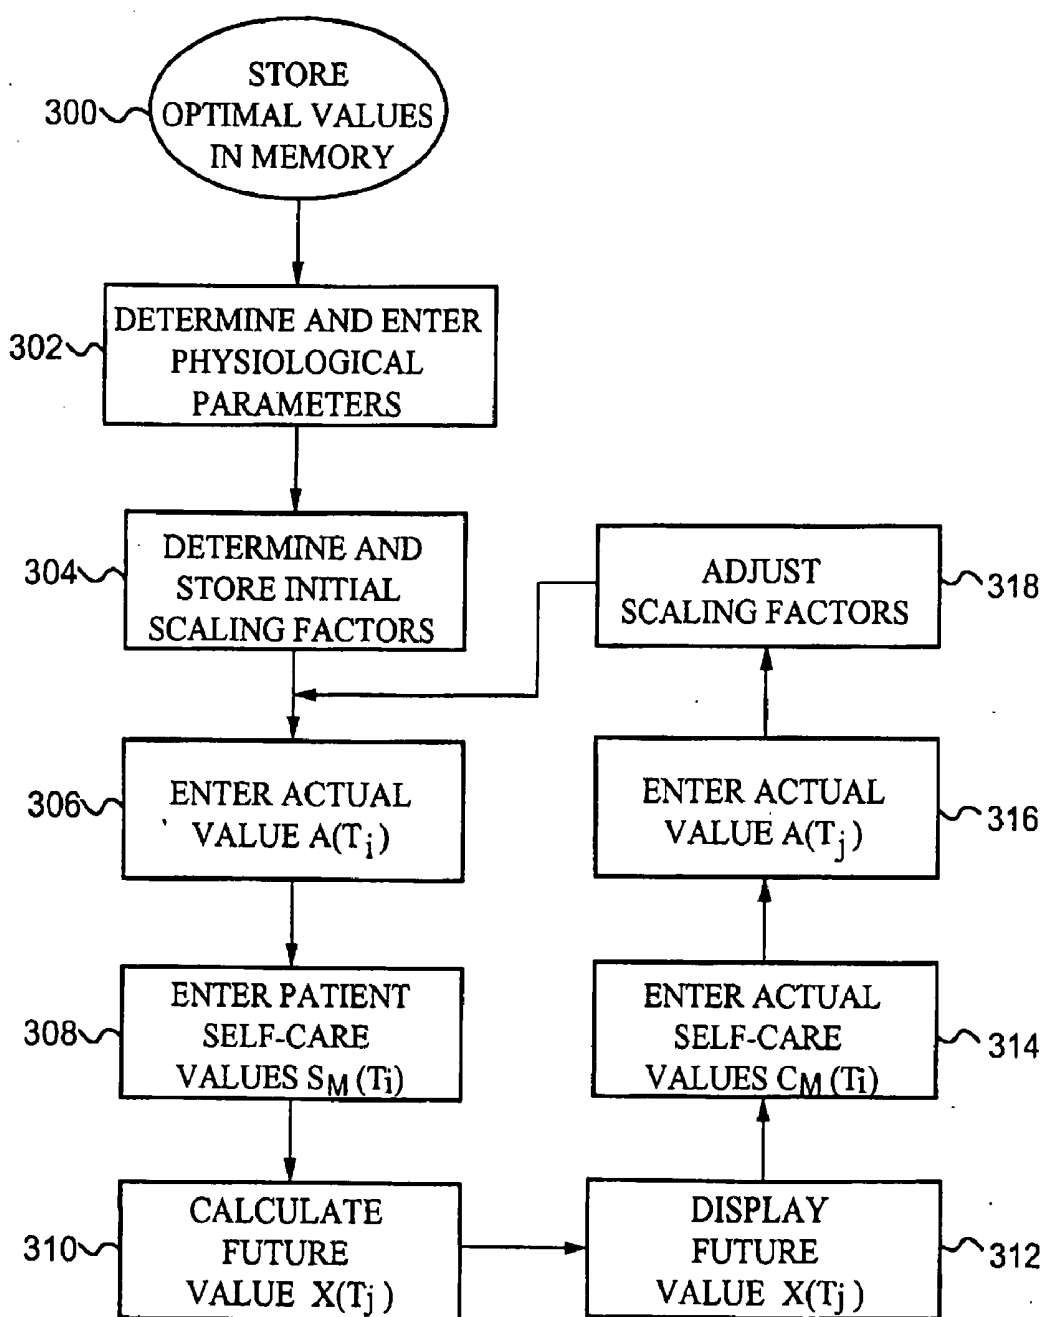 300
STORE
OPTIMAL VALUES
IN MEMORY
302
DETERMINE AND ENTER
PHYSIOLOGICAL
PARAMETERS
304
DETERMINE AND
STORE INITIAL
SCALING FACTORS
306
ENTER ACTUAL
VALUE A(Ti)
308
ENTER PATIENT
SELF-CARE
VALUES SM(Ti)
310
CALCULATE
FUTURE
VALUE X(Tj)
DISPLAY
FUTURE
VALUE X(Tj)
312
ENTER ACTUAL
SELF-CARE
VALUES CM(Ti)
314
ENTER ACTUAL
VALUE A(Tj)
316
ADJUST
SCALING FACTORS
318